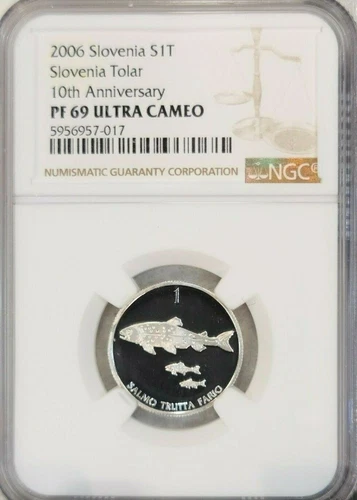 2006 Slovenia S1T
Slovenia Tolar
10th Anniversary
PF 69 ULTRA CAMEO
5956957-017
NUMISMATIC GUARANTY CORPORATION
NGC®
1
SALMO TRUTTA FARIO